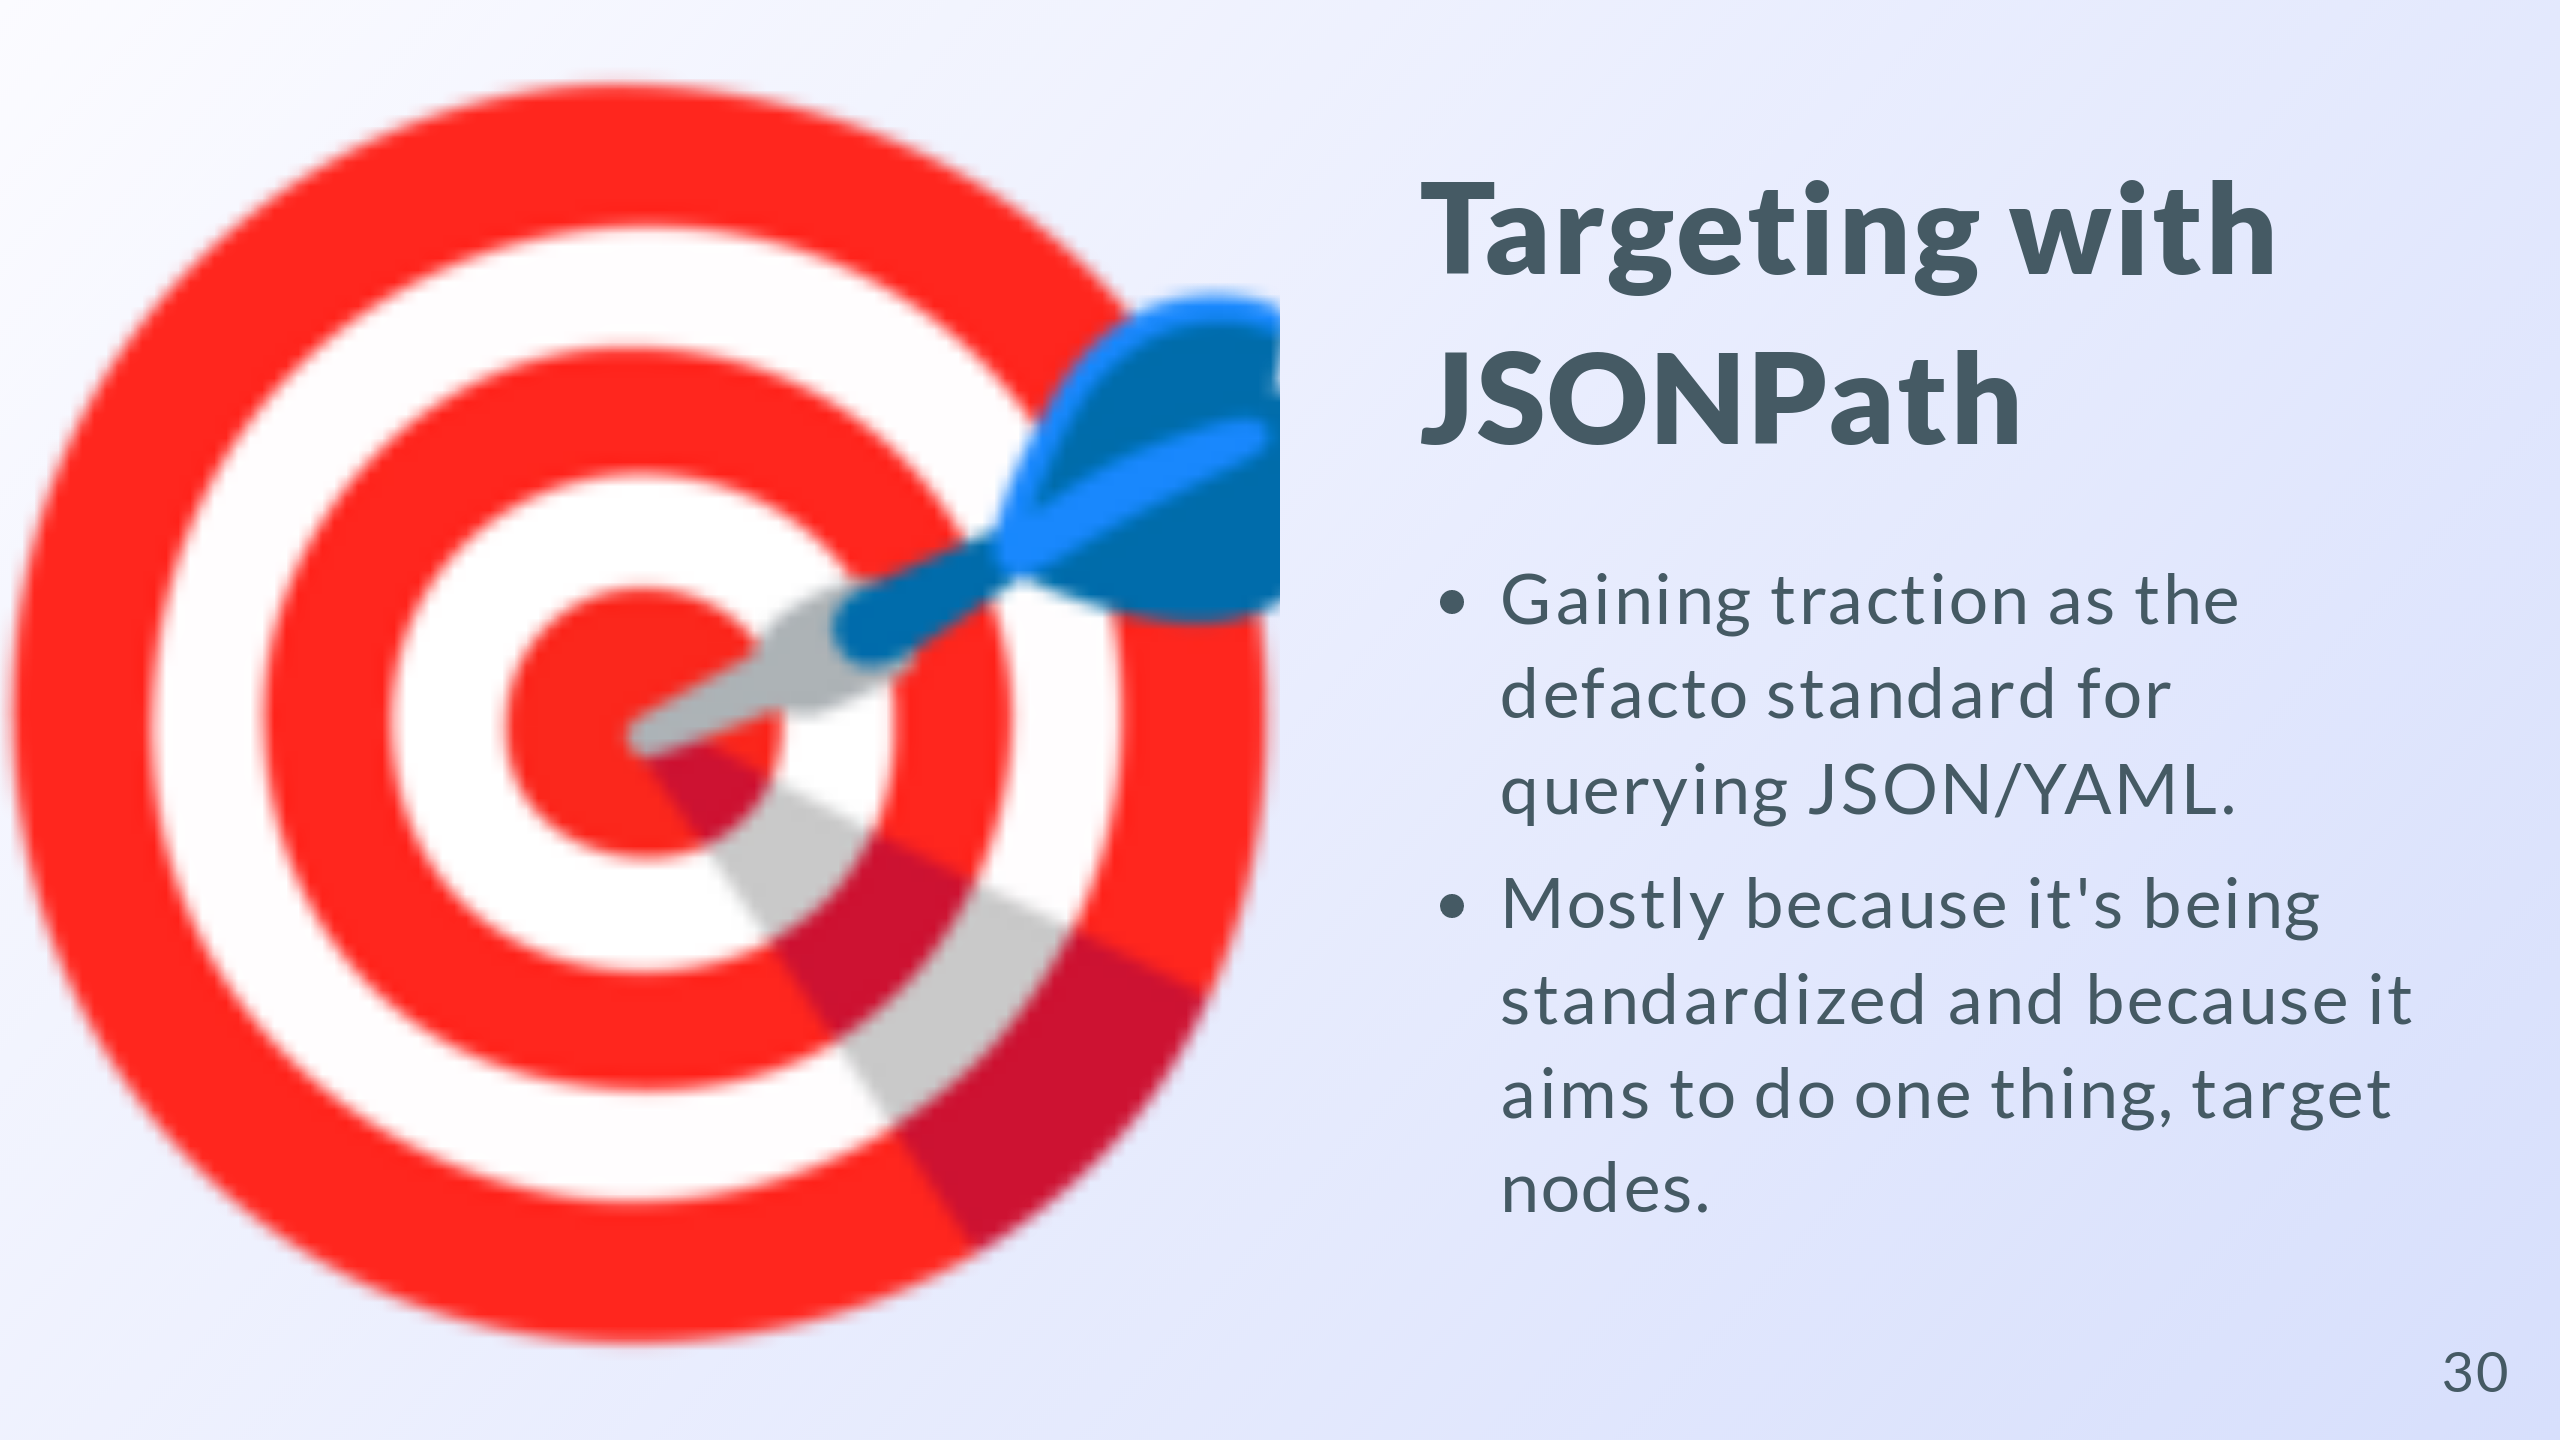 Targeting with
JSONPath
• Gaining traction as the
defacto standard for
querying JSON/YAML.
• Mostly because it's being
standardized and because it
aims to do one thing, target
nodes.
30